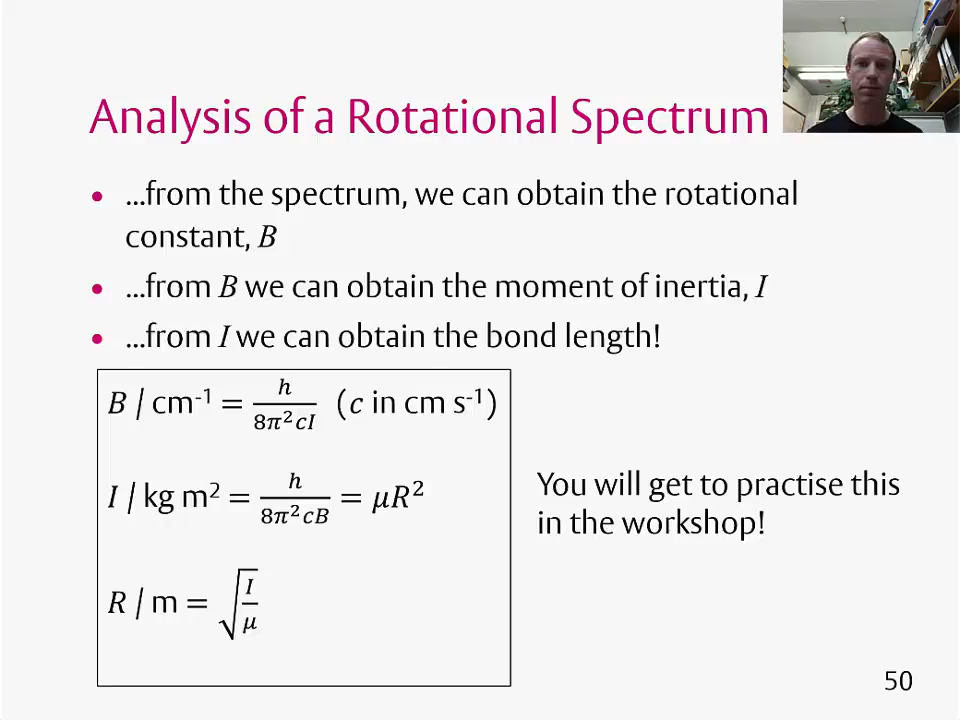 Analysis of a Rotational Spectrum
• ...from the spectrum, we can obtain the rotational
constant, B
• ...from B we can obtain the moment of inertia, I
• ...from I we can obtain the bond length!
B / cm⁻¹ = h / 8π²cI (c in cm s⁻¹)
I / kg m² = h / 8π²cB = μR²
R / m = √(I / μ)
You will get to practise this
in the workshop!
50